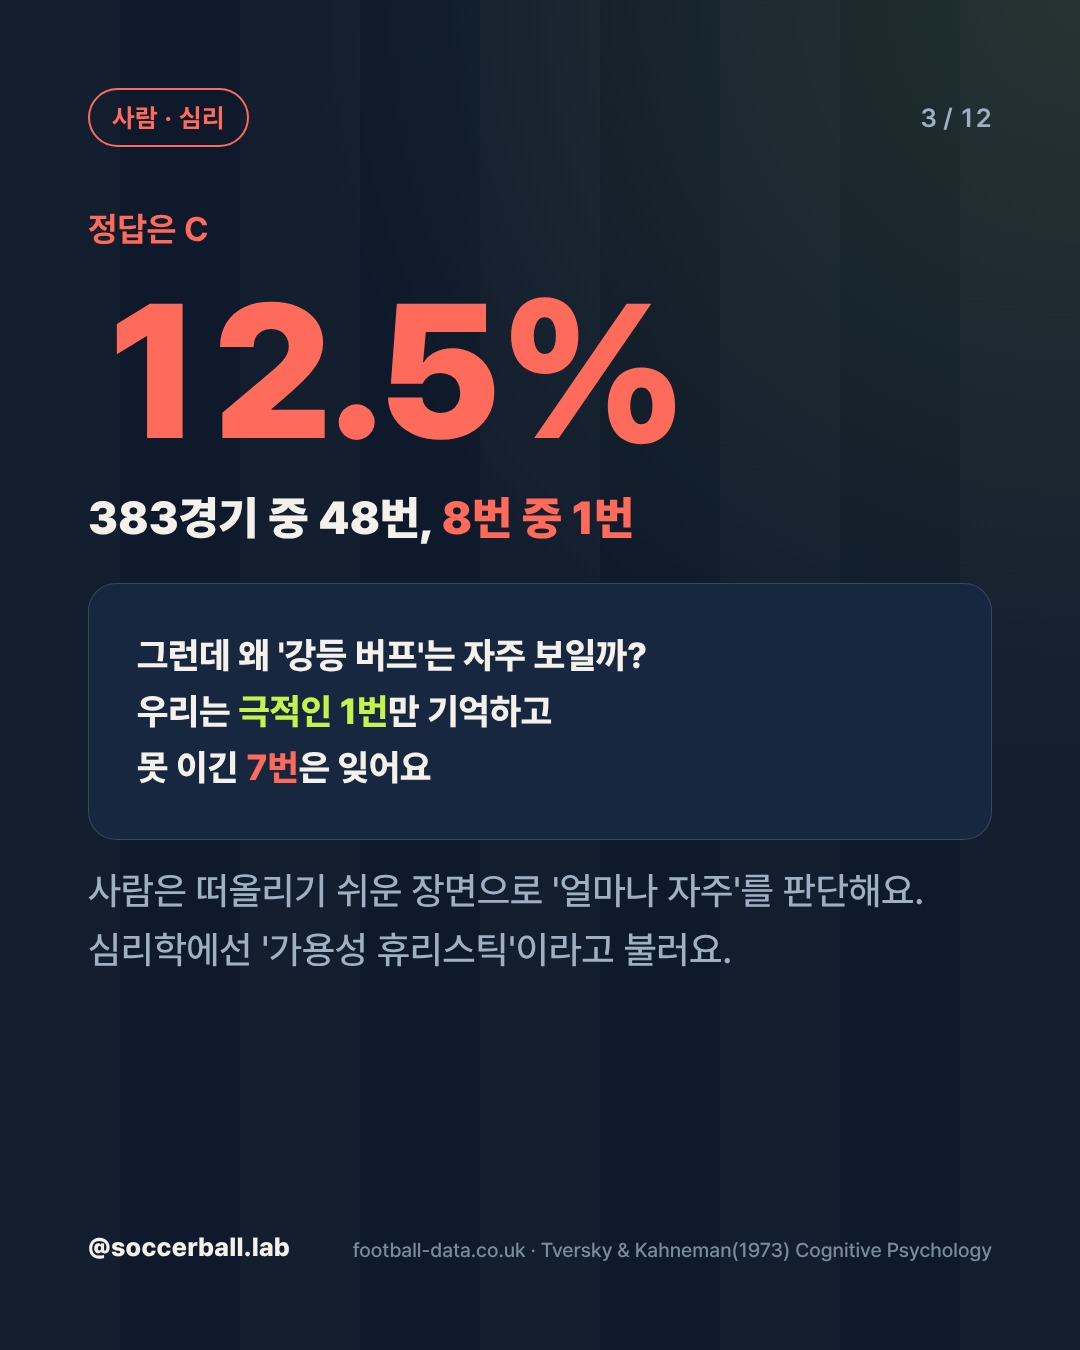 사람 · 심리
3 / 12
정답은 C
12.5%
383경기 중 48번, 8번 중 1번
그런데 왜 '강등 버프'는 자주 보일까?
우리는 극적인 1번만 기억하고
못 이긴 7번은 잊어요
사람은 떠올리기 쉬운 장면으로 '얼마나 자주'를 판단해요.
심리학에선 '가용성 휴리스틱'이라고 불러요.
@soccerball.lab
football-data.co.uk · Tversky & Kahneman(1973) Cognitive Psychology